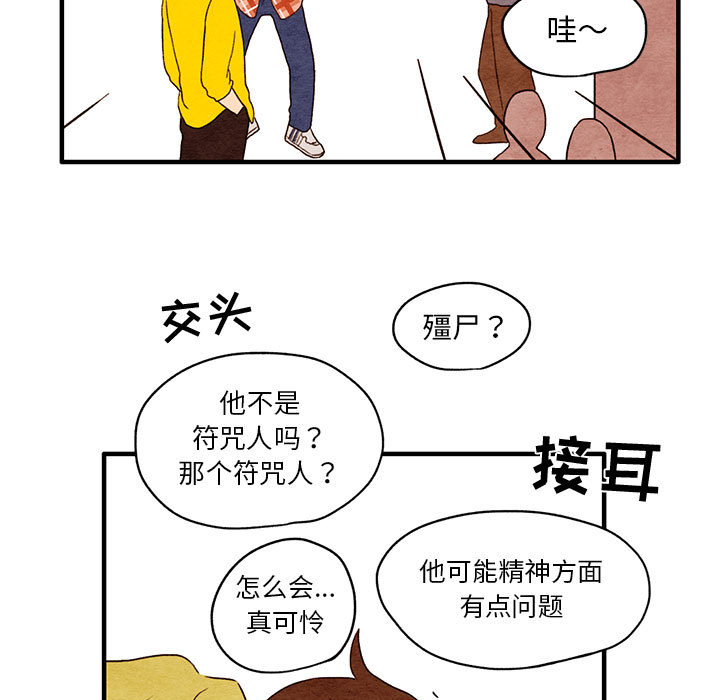 哇～
僵尸？
交头
他不是
符咒人吗？
那个符咒人？
接耳
他可能精神方面
有点问题
怎么会...
真可怜